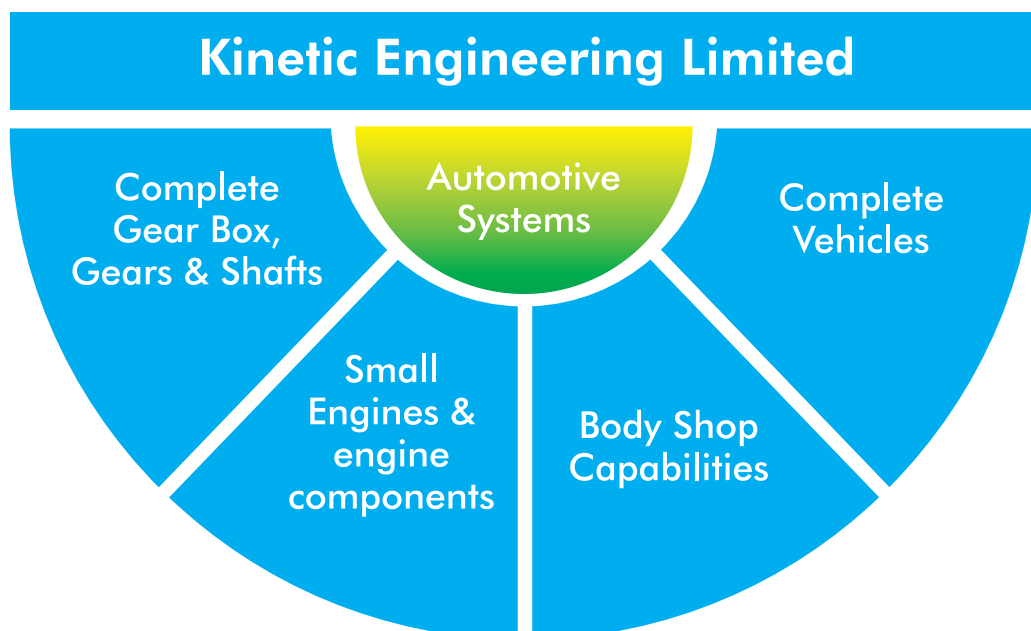 Kinetic Engineering Limited
Automotive
Systems
Complete
Gear Box,
Gears & Shafts
Small
Engines &
engine
components
Body Shop
Capabilities
Complete
Vehicles